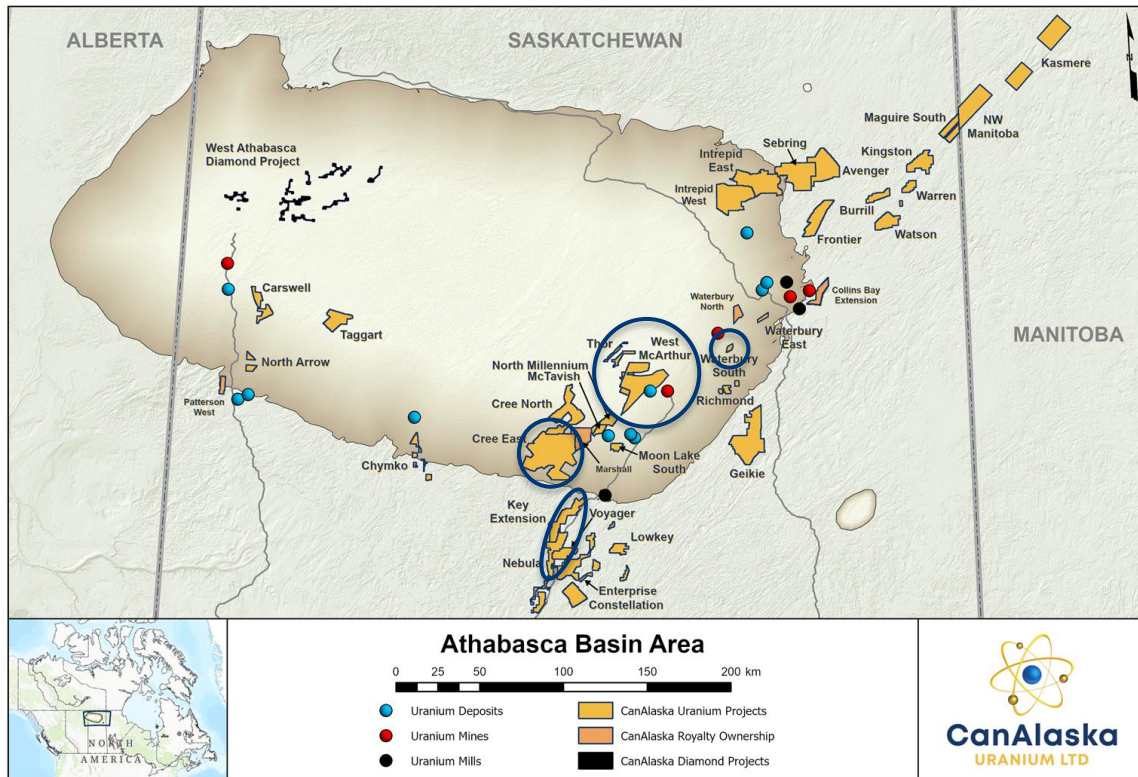 ALBERTA
SASKATCHEWAN
N
Kasmere
Maguire South
NW
Manitoba
Sebring
Kingston
West Athabasca
Diamond Project
Intrepid
East
Avenger
Intrepid
West
Warren
Burrill
Watson
Frontier
Carswell
Collins Bay
Extension
Waterbury
North
Taggart
Waterbury
East
MANITOBA
Thor
West
McArthur
North Arrow
North Millennium
McTavish
Waterbury
South
Patterson
West
Cree North
Richmond
Cree East
Moon Lake
South
Chymko
Marshall
Geikie
Key
Extension
Voyager
Lowkey
Nebula
Enterprise
Constellation
Athabasca Basin Area
0 25 50 100 150 200 km
Uranium Deposits
CanAlaska Uranium Projects
Uranium Mines
CanAlaska Royalty Ownership
Uranium Mills
CanAlaska Diamond Projects
NORTH
AMERICA
CanAlaska
URANIUM LTD